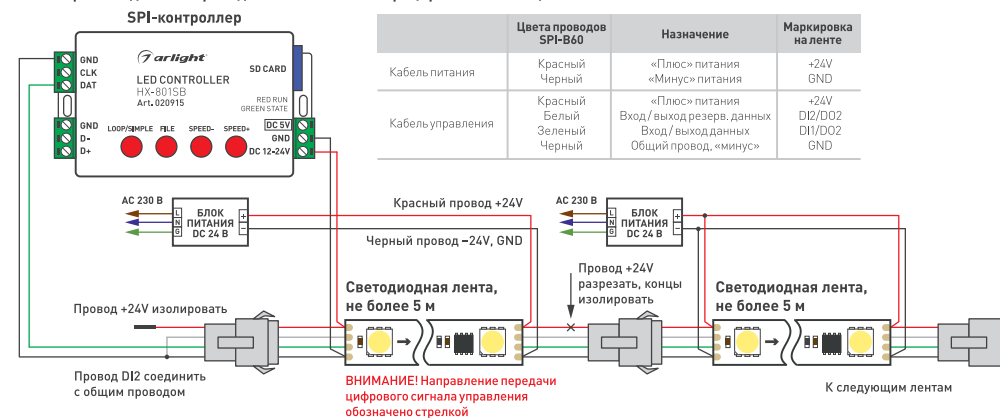 SPI-контроллер
GND
CLK
DAT
arlight
LED CONTROLLER
HX-801SB
Art. 020915
SD CARD
RED RUN
GREEN STATE
GND
D-
D+
LOOP/SIMPLE FILE SPEED- SPEED+
DC 5V
GND
DC 12-24V
Цвета проводов SPI-B60 Назначение Маркировка на ленте
Кабель питания
Красный «Плюс» питания +24V
Черный «Минус» питания GND
Кабель управления
Красный «Плюс» питания +24V
Белый Вход / выход резерв. данных DI2/DO2
Зеленый Вход / выход данных DI1/DO2
Черный Общий провод, «минус» GND
AC 230 В
L
N
G
БЛОК
ПИТАНИЯ
DC 24 В
+
–
Красный провод +24V
Черный провод –24V, GND
AC 230 В
L
N
G
БЛОК
ПИТАНИЯ
DC 24 В
+
–
Провод +24V
разрезать, концы
изолировать
Провод +24V изолировать
Светодиодная лента,
не более 5 м
Светодиодная лента,
не более 5 м
Провод DI2 соединить
с общим проводом
ВНИМАНИЕ! Направление передачи
цифрового сигнала управления
обозначено стрелкой
К следующим лентам